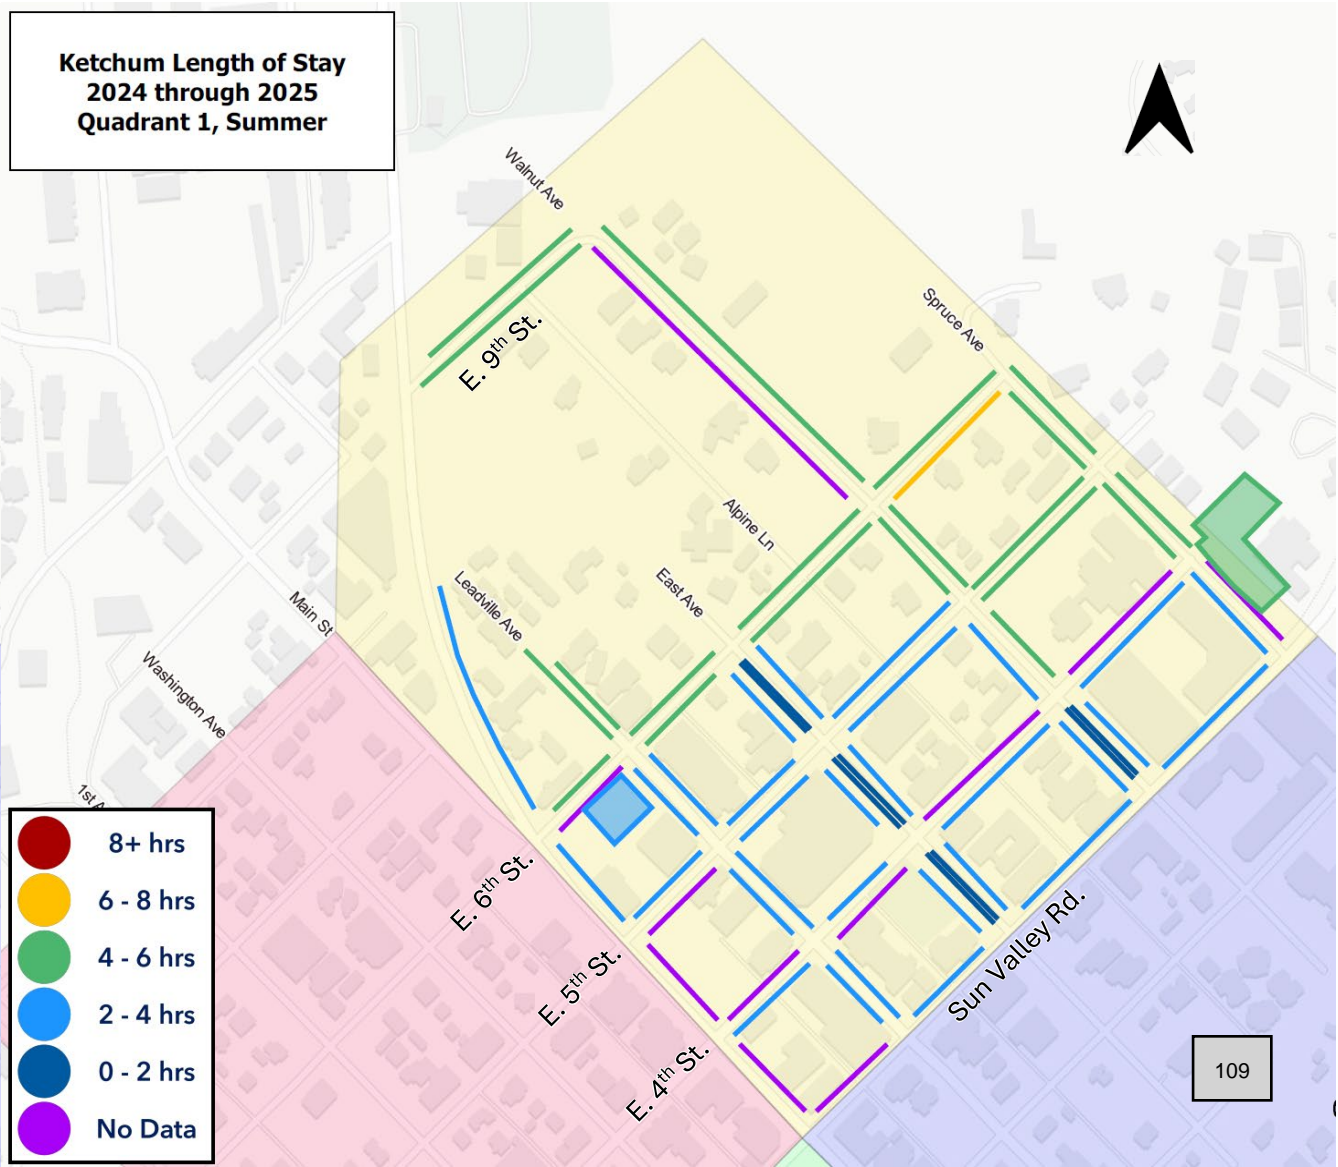 Ketchum Length of Stay
2024 through 2025
Quadrant 1, Summer
Walnut Ave
E. 9th St.
Spruce Ave
Alpine Ln
East Ave
Leadville Ave
Main St
Washington Ave
1st A
E. 6th St.
E. 5th St.
E. 4th St.
Sun Valley Rd.
8+ hrs
6 - 8 hrs
4 - 6 hrs
2 - 4 hrs
0 - 2 hrs
No Data
109